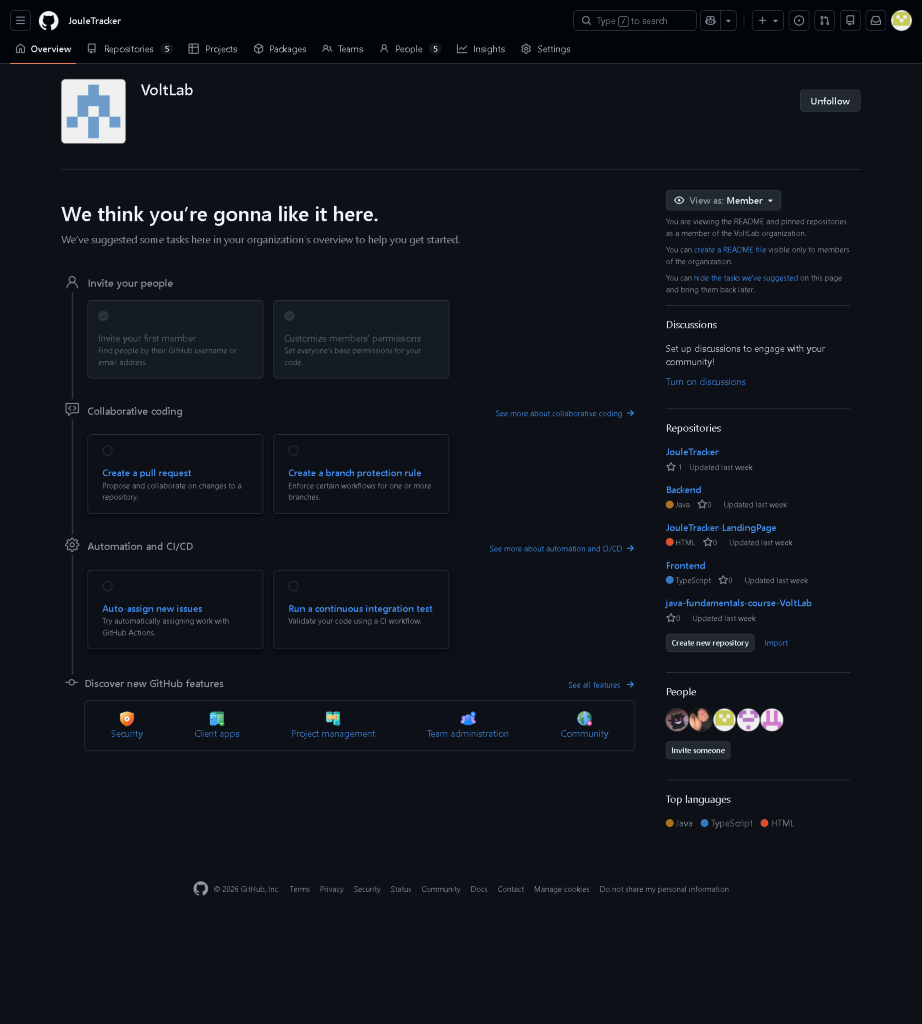 JouleTracker
Type / to search
Overview
Repositories 5
Projects
Packages
Teams
People 5
Insights
Settings
VoltLab
Unfollow
We think you're gonna like it here.
We've suggested some tasks here in your organization's overview to help you get started.
Invite your people
Invite your first member
Find people by their GitHub username or
email address.
Customize members' permissions
Set everyone's base permissions for your
code.
Collaborative coding
See more about collaborative coding →
Create a pull request
Propose and collaborate on changes to a
repository.
Create a branch protection rule
Enforce certain workflows for one or more
branches.
Automation and CI/CD
See more about automation and CI/CD →
Auto-assign new issues
Try automatically assigning work with
GitHub Actions.
Run a continuous integration test
Validate your code using a CI workflow.
Discover new GitHub features
See all features →
Security
Client apps
Project management
Team administration
Community
View as: Member
You are viewing the README and pinned repositories
as a member of the VoltLab organization.
You can create a README file visible only to members
of the organization.
You can hide the tasks we've suggested on this page
and bring them back later.
Discussions
Set up discussions to engage with your
community!
Turn on discussions
Repositories
JouleTracker
1 Updated last week
Backend
Java 0 Updated last week
JouleTracker-LandingPage
HTML 0 Updated last week
Frontend
TypeScript 0 Updated last week
java-fundamentals-course-VoltLab
0 Updated last week
Create new repository
Import
People
Invite someone
Top languages
Java TypeScript HTML
© 2026 GitHub, Inc. Terms Privacy Security Status Community Docs Contact Manage cookies Do not share my personal information